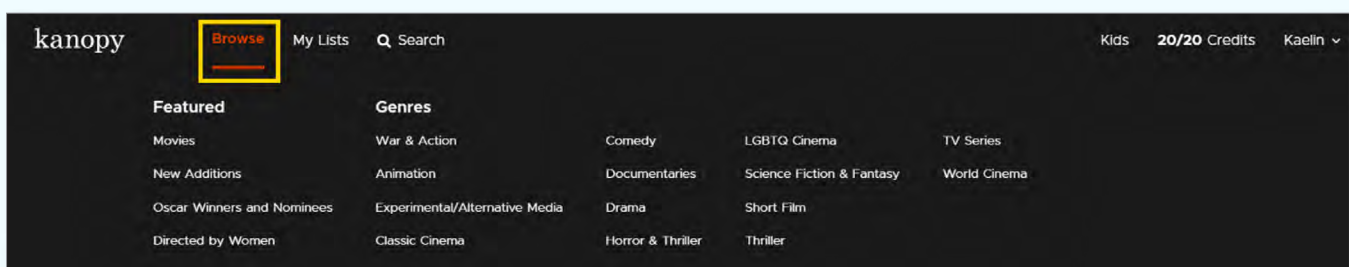 kanopy Browse My Lists Search Kids 20/20 Credits Kaelin
Featured Genres
Movies War & Action Comedy LGBTQ Cinema TV Series
New Additions Animation Documentaries Science Fiction & Fantasy World Cinema
Oscar Winners and Nominees Experimental/Alternative Media Drama Short Film
Directed by Women Classic Cinema Horror & Thriller Thriller